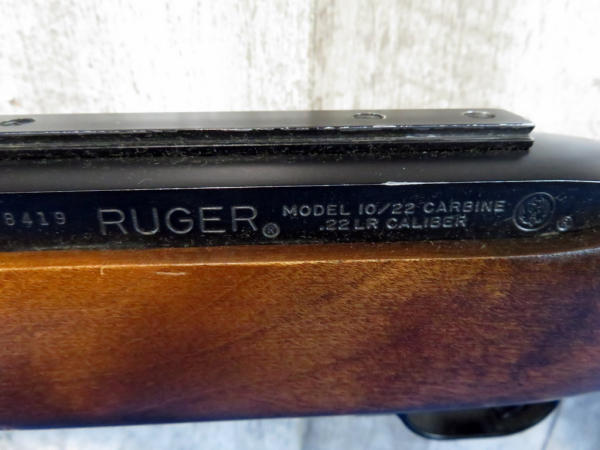 8419 RUGER® MODEL 10/22 CARBINE
.22 LR CALIBER ®